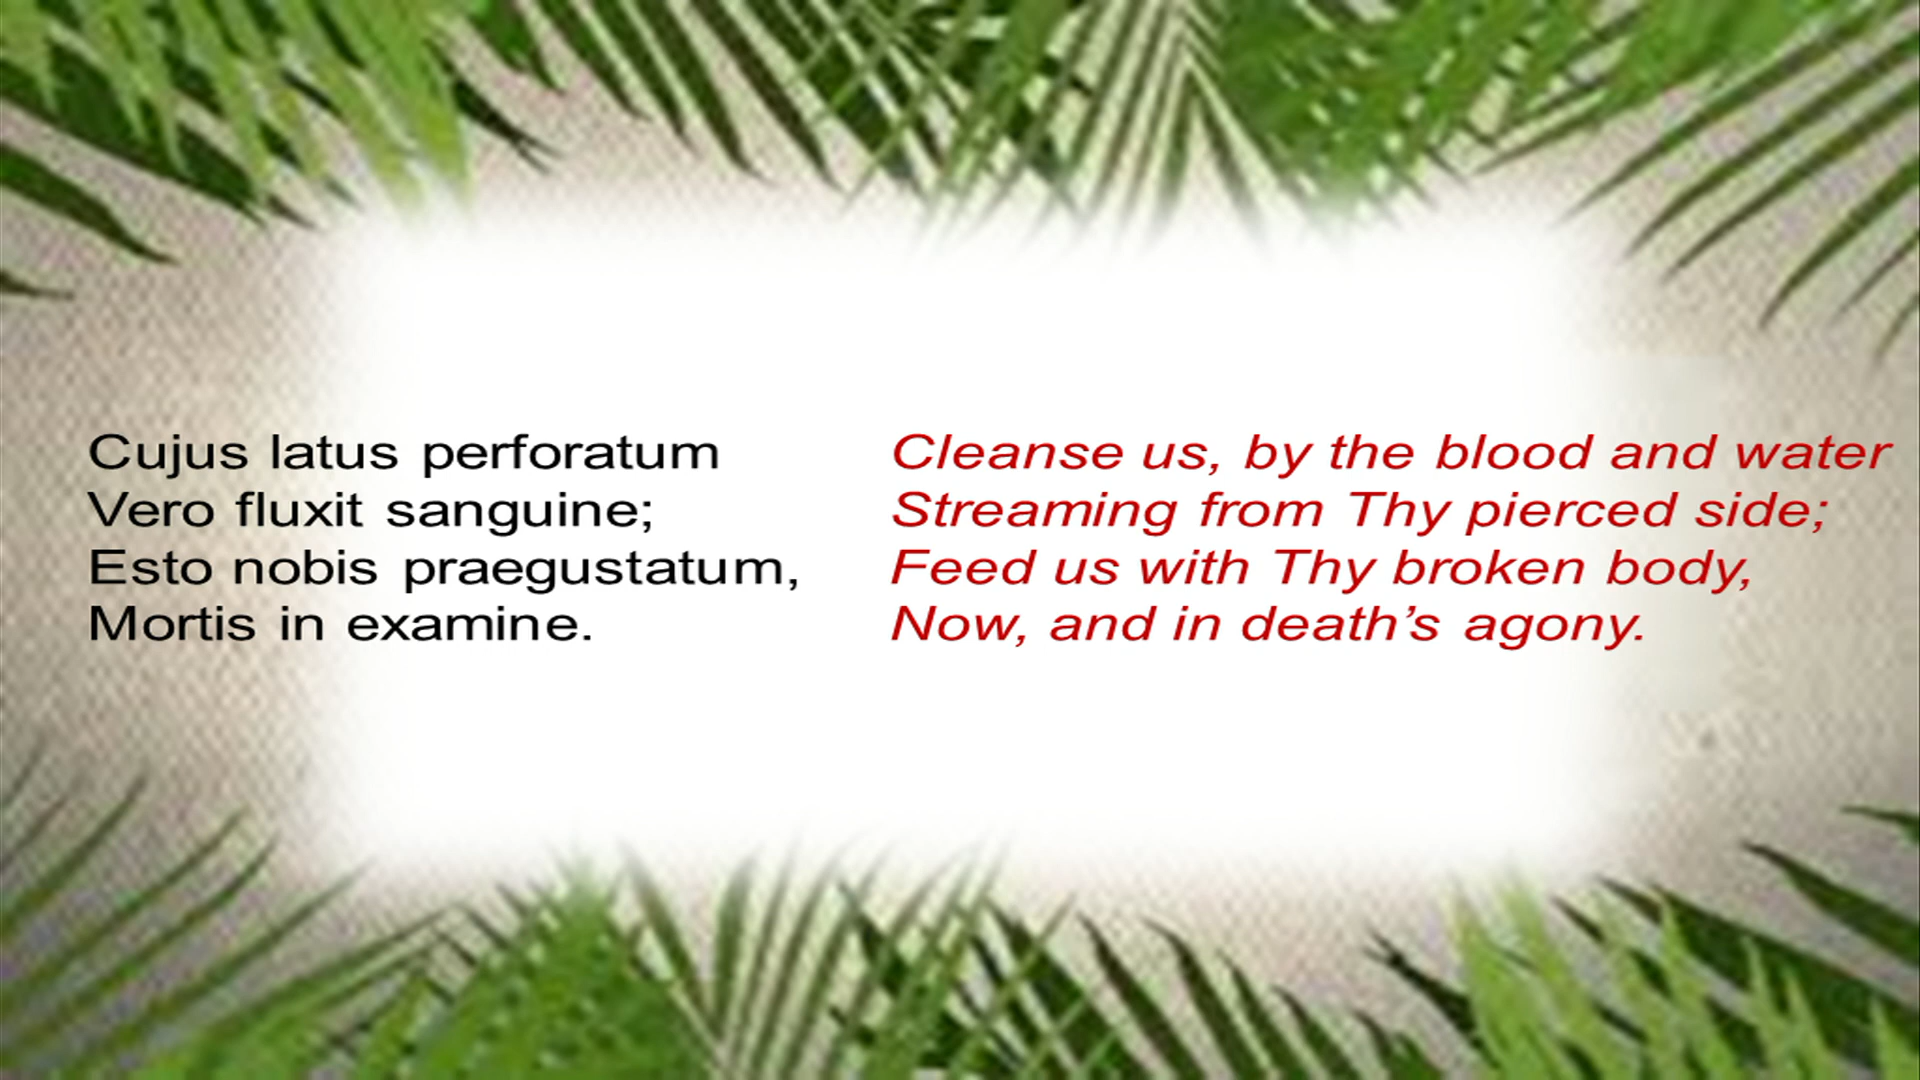 Cujus latus perforatum
Vero fluxit sanguine;
Esto nobis praegustatum,
Mortis in examine.
Cleanse us, by the blood and water
Streaming from Thy pierced side;
Feed us with Thy broken body,
Now, and in death’s agony.